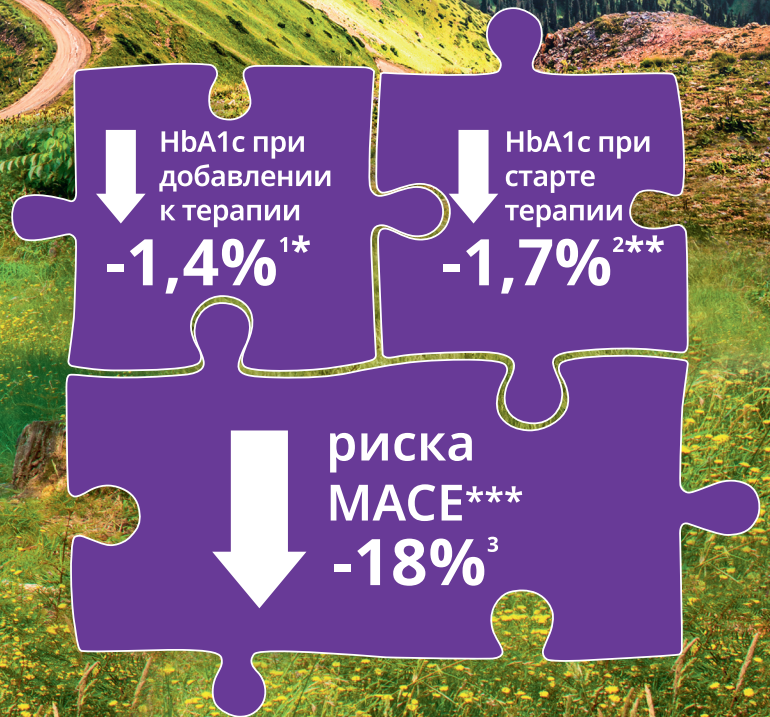 HbA1c при
добавлении
к терапии
-1,4%¹*
HbA1c при
старте
терапии
-1,7%²**
риска
MACE***
-18%³